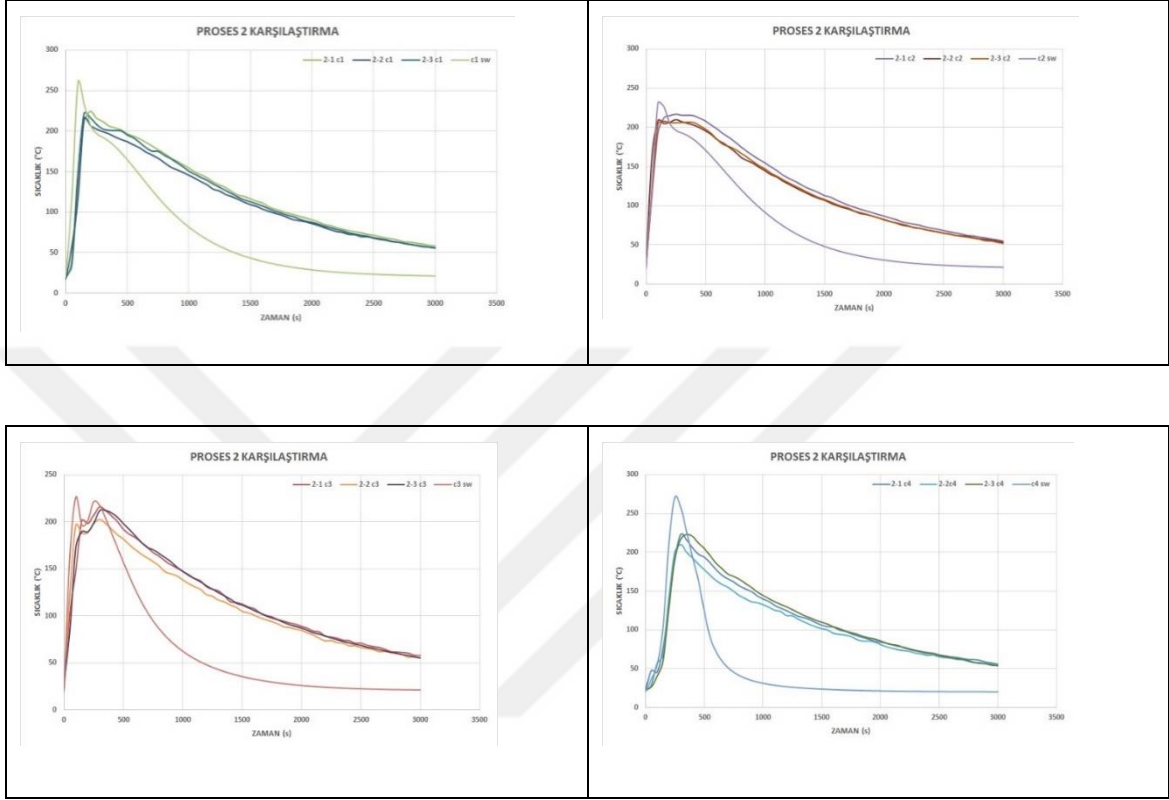 PROSES 2 KARŞILAŞTIRMA
2-1 c1 2-2 c1 2-3 c1 c1 sw
SICAKLIK (°C)
300
250
200
150
100
50
0
0 500 1000 1500 2000 2500 3000 3500
ZAMAN (s)
PROSES 2 KARŞILAŞTIRMA
2-1 c2 2-2 c2 2-3 c2 c2 sw
SICAKLIK (°C)
300
250
200
150
100
50
0
0 500 1000 1500 2000 2500 3000 3500
ZAMAN (s)
PROSES 2 KARŞILAŞTIRMA
2-1 c3 2-2 c3 2-3 c3 c3 sw
SICAKLIK (°C)
250
200
150
100
50
0
0 500 1000 1500 2000 2500 3000 3500
ZAMAN (s)
PROSES 2 KARŞILAŞTIRMA
2-1 c4 2-2c4 2-3 c4 c4 sw
SICAKLIK (°C)
300
250
200
150
100
50
0
0 500 1000 1500 2000 2500 3000 3500
ZAMAN (s)